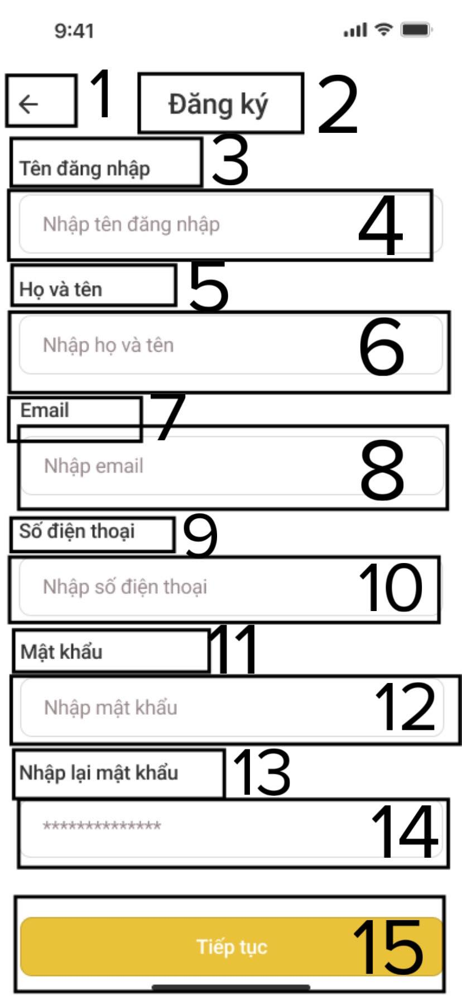 9:41
1
Đăng ký 2
Tên đăng nhập 3
Nhập tên đăng nhập 4
Họ và tên 5
Nhập họ và tên 6
Email 7
Nhập email 8
Số điện thoại 9
Nhập số điện thoại 10
Mật khẩu 11
Nhập mật khẩu 12
Nhập lại mật khẩu 13
************** 14
Tiếp tục 15